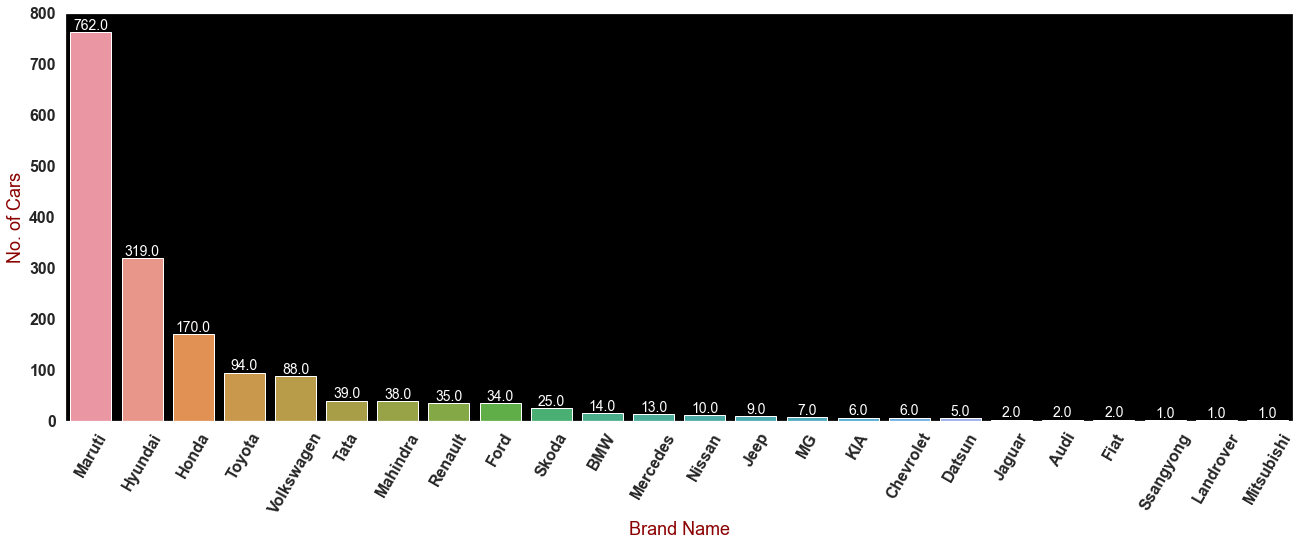 800
700
600
500
400
300
200
100
0
No. of Cars
762.0
319.0
170.0
94.0
88.0
39.0
38.0
35.0
34.0
25.0
14.0
13.0
10.0
9.0
7.0
6.0
6.0
5.0
2.0
2.0
2.0
1.0
1.0
1.0
Maruti
Hyundai
Honda
Toyota
Volkswagen
Tata
Mahindra
Renault
Ford
Skoda
BMW
Mercedes
Nissan
Jeep
MG
KIA
Chevrolet
Datsun
Jaguar
Audi
Fiat
Ssangyong
Landrover
Mitsubishi
Brand Name